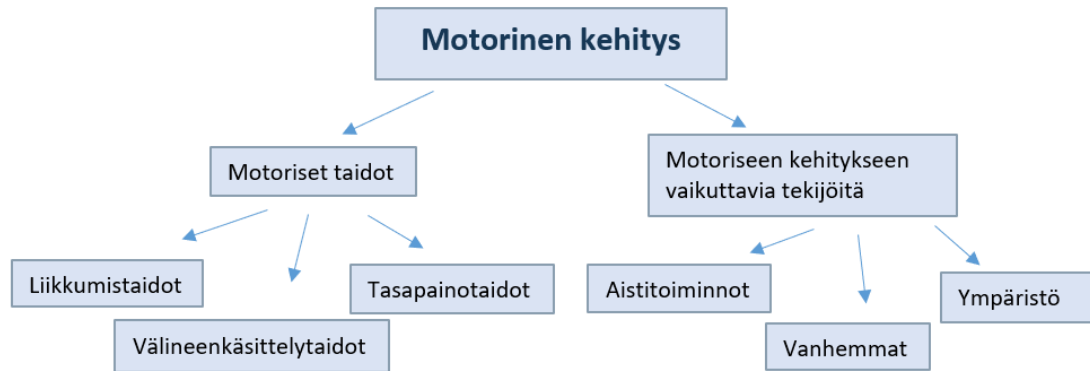 Motorinen kehitys
Motoriset taidot
Motoriseen kehitykseen
vaikuttavia tekijöitä
Liikkumistaidot
Välineenkäsittelytaidot
Tasapainotaidot
Aistitoiminnot
Vanhemmat
Ympäristö